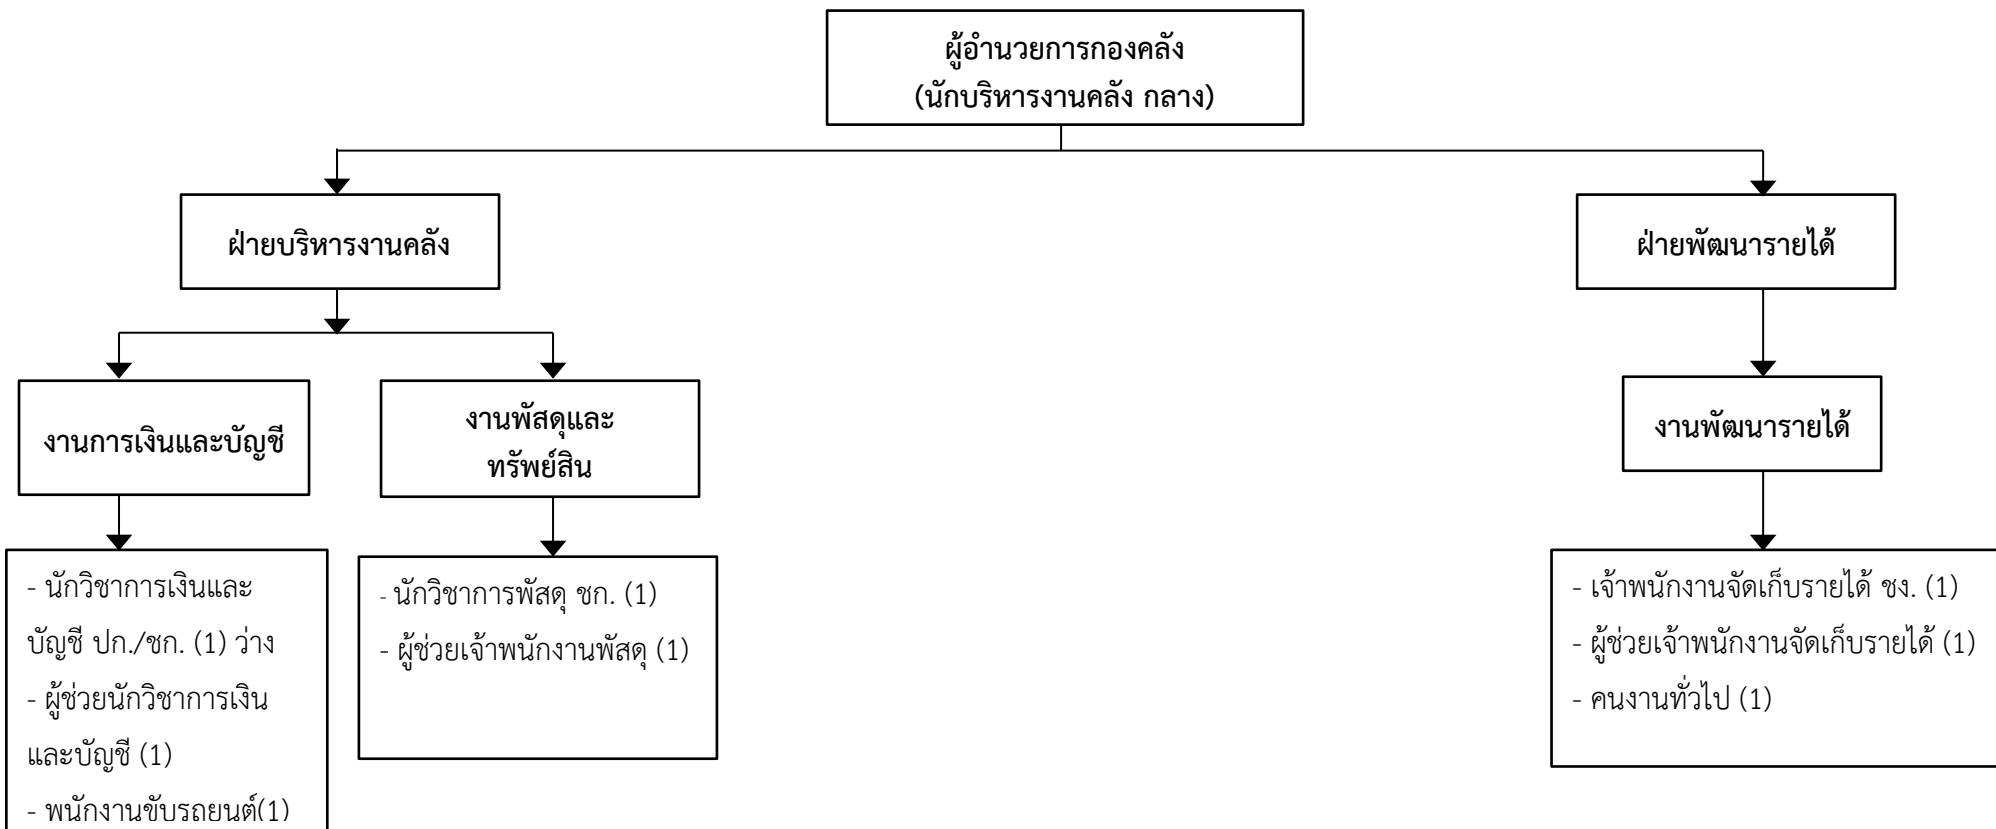 ผู้อำนวยการกองคลัง
(นักบริหารงานคลัง กลาง)
ฝ่ายบริหารงานคลัง
ฝ่ายพัฒนารายได้
งานการเงินและบัญชี
งานพัสดุและ
ทรัพย์สิน
งานพัฒนารายได้
- นักวิชาการเงินและ
บัญชี ปก./ชก. (1) ว่าง
- ผู้ช่วยนักวิชาการเงิน
และบัญชี (1)
- พนักงานขับรถยนต์(1)
- นักวิชาการพัสดุ ชก. (1)
- ผู้ช่วยเจ้าพนักงานพัสดุ (1)
- เจ้าพนักงานจัดเก็บรายได้ ชง. (1)
- ผู้ช่วยเจ้าพนักงานจัดเก็บรายได้ (1)
- คนงานทั่วไป (1)